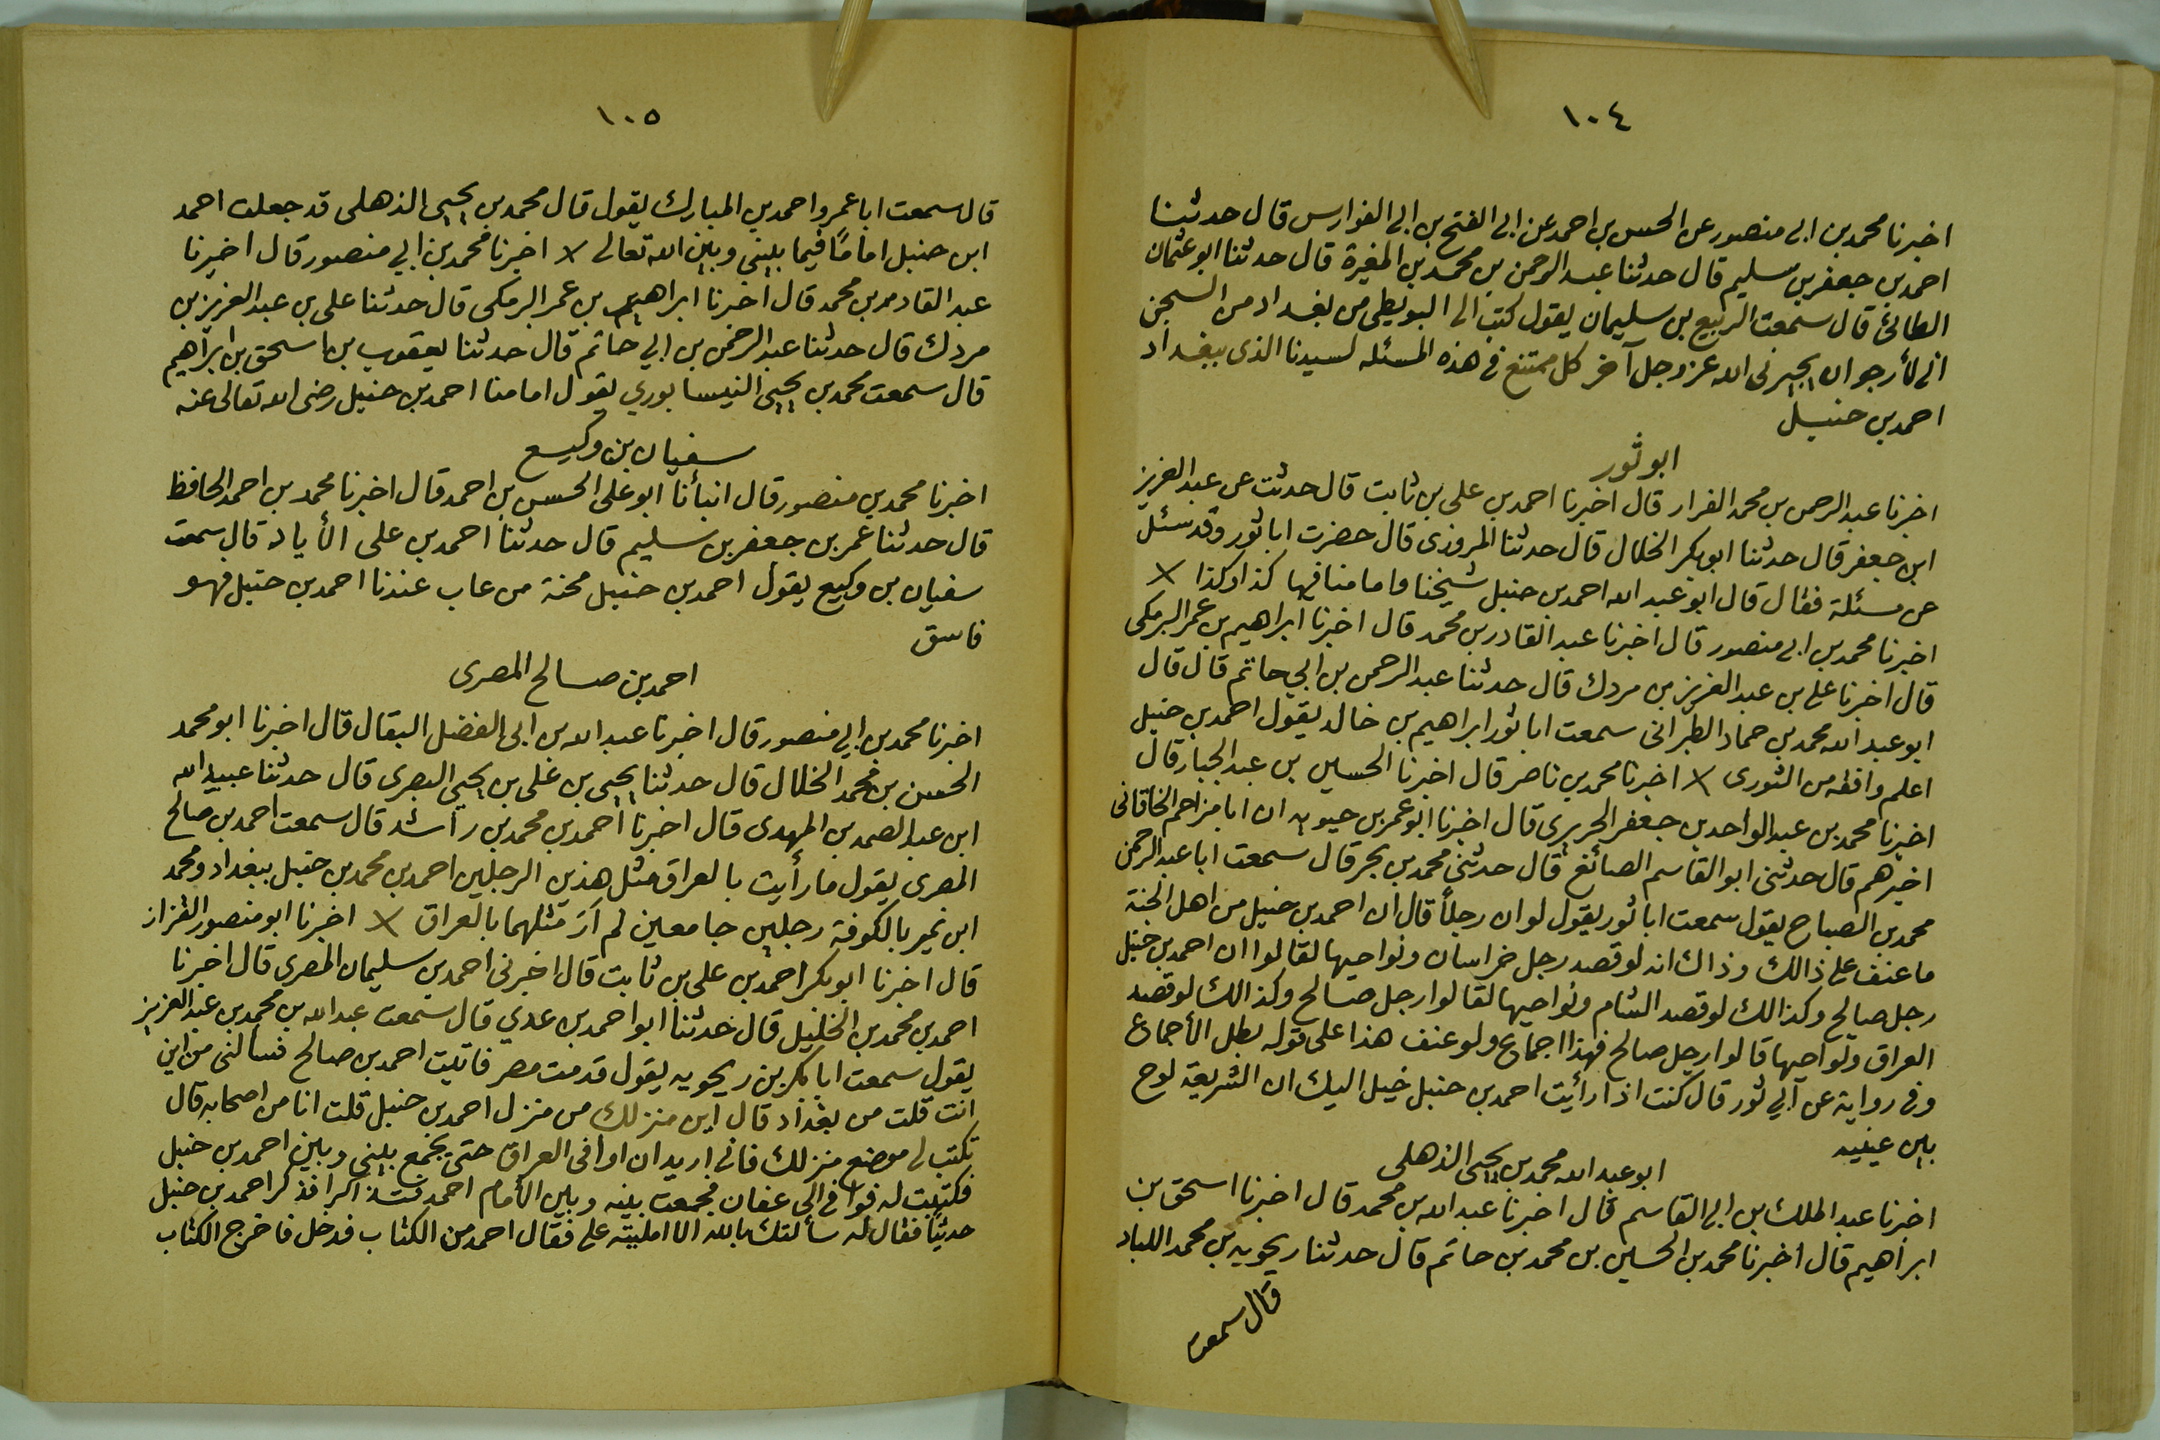 ١٠٤
اخبرنا محمد بن ابي منصور عن الحسن بن احمد عن ابي الفتح بن ابي الفوارس قال حدثنا
احمد بن جعفر بن سليم قال حدثنا عبد الرحمن بن محمد بن المغيرة قال حدثنا ابو عثمان
الطائي قال سمعت الربيع بن سليمان يقول كتب الي البويطي من بغداد من السجن
اني لأرجو ان يجيرني الله عز وجل آخر كل ممتنع في هذه المسئله لسيدنا الذي ببغداد
احمد بن حنبل
ابو ثور
اخبرنا عبد الرحمن بن محمد القزاز قال اخبرنا احمد بن علي بن ثابت قال حدثت عن عبد العزيز
ابن جعفر قال حدثنا ابو بكر الخلال قال حدثنا المروزي قال حضرت ابا ثور وقد سئل
عن مسئلة فقال قال ابو عبد الله احمد بن حنبل شيخنا وامامنا فيها كذا وكذا ×
اخبرنا محمد بن ابي منصور قال اخبرنا عبد القادر بن محمد قال اخبرنا ابراهيم بن عمر البرمكي
قال اخبرنا علي بن عبد العزيز بن مردك قال حدثنا عبد الرحمن بن ابي حاتم قال قال
ابو عبد الله محمد بن حماد الطبراني سمعت ابا ثور ابراهيم بن خالد يقول احمد بن حنبل
اعلم وافقه من الثوري × اخبرنا محمد بن ناصر قال اخبرنا الحسين بن عبد الجبار قال
اخبرنا محمد بن عبد الواحد بن جعفر الحريري قال اخبرنا ابو عمر بن حيويه ان ابا مزاحم الخاقاني
اخبرهم قال حدثني ابو القاسم الصائغ قال حدثني محمد بن بحر قال سمعت ابا عبد الرحمن
محمد بن الصباح يقول سمعت ابا ثور يقول لو ان رجلاً قال ان احمد بن حنبل من اهل الجنة
ما عنف على ذالك وذاك انه لو قصد رجل خراسان ونواحيها لقالوا ان احمد بن حنبل
رجل صالح وكذالك لو قصد الشام ونواحيها لقالوا رجل صالح وكذالك لو قصد
العراق ونواحيها قالوا رجل صالح فهذا اجماع ولو عنف هذا على قوله بطل الأجماع
وفي رواية عن ابي ثور قال كنت اذا رأيت احمد بن حنبل خيل اليك ان الشريعة لوح
بين عينيه
ابو عبد الله محمد بن يحيى الذهلي
اخبرنا عبد الملك بن ابي القاسم قال اخبرنا عبد الله بن محمد قال اخبرنا اسحق بن
ابراهيم قال اخبرنا محمد بن الحسين بن محمد بن حاتم قال حدثنا ريحويه بن محمد اللباد
قال سمعت
١٠٥
قال سمعت ابا عمرو احمد بن المبارك يقول قال محمد بن يحيى الذهلي قد جعلت احمد
ابن حنبل اماماً فيما بيني وبين الله تعالى × اخبرنا محمد بن ابي منصور قال اخبرنا
عبد القادر بن محمد قال اخبرنا ابراهيم بن عمر البرمكي قال حدثنا علي بن عبد العزيز بن
مردك قال حدثنا عبد الرحمن بن ابي حاتم قال حدثنا يعقوب بن اسحق بن ابراهيم
قال سمعت محمد بن يحيى النيسابوري يقول امامنا احمد بن حنبل رضي الله تعالى عنه
سفيان بن وكيع
اخبرنا محمد بن منصور قال انبأنا ابو علي الحسن بن احمد قال اخبرنا محمد بن احمد الحافظ
قال حدثنا عمر بن جعفر بن سليم قال حدثنا احمد بن علي الأياد قال سمعت
سفيان بن وكيع يقول احمد بن حنبل محنة من عاب عندنا احمد بن حنبل فهو
فاسق
احمد بن صالح المصري
اخبرنا محمد بن ابي منصور قال اخبرنا عبد الله بن ابي الفضل البقال قال اخبرنا ابو محمد
الحسن بن محمد الخلال قال حدثنا يحيى بن علي بن يحيى البصري قال حدثنا عبيد الله
ابن عبد الصمد بن المهدي قال اخبرنا احمد بن محمد بن راشد قال سمعت احمد بن صالح
المصري يقول ما رأيت بالعراق مثل هذين الرجلين احمد بن محمد بن حنبل ببغداد ومحمد
ابن نمير بالكوفة رجلين جامعين لم اَرَ مثلهما بالعراق × اخبرنا ابو منصور القزاز
قال اخبرنا ابو بكر احمد بن علي بن ثابت قال اخبرني احمد بن سليمان المصري قال اخبرنا
احمد بن محمد بن الخليل قال حدثنا ابو احمد بن عدي قال سمعت عبد الله بن محمد بن عبد العزيز
يقول سمعت ابا بكر بن ريحويه يقول قدمت مصر فاتيت احمد بن صالح فسألني من اين
انت قلت من بغداد قال اين منزلك من منزل احمد بن حنبل قلت انا من اصحابه قال
تكتب لي موضع منزلك فاني اريد ان اوافي العراق حتى تجمع بيني وبين احمد بن حنبل
فكتبت له فوافى الي عفان فجمعت بينه وبين الأمام احمد فتذاكرا فذكر احمد بن حنبل
حديثاً فقال له سألتك بالله الا امليته علي فقال احمد من الكتاب فدخل فاخرج الكتاب